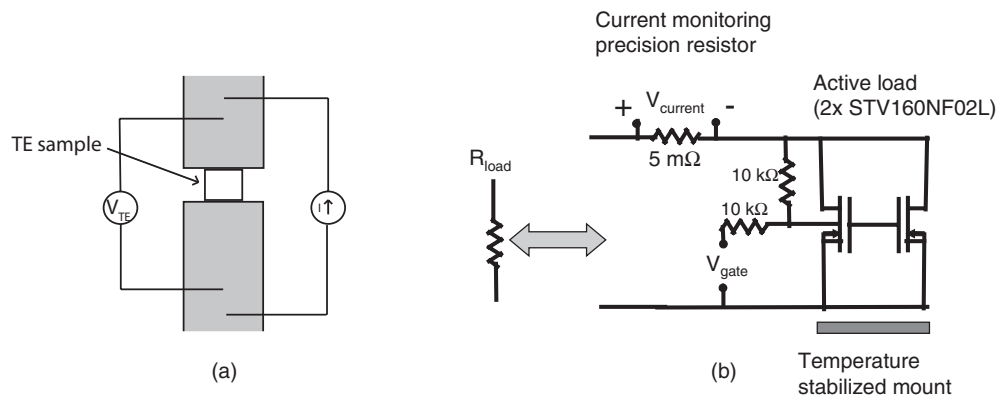 Current monitoring
precision resistor
Active load
(2x STV160NF02L)
+ Vcurrent -
TE sample
5 mΩ
Rload
10 kΩ
10 kΩ
VTE
I↑
Vgate
Temperature
stabilized mount
(a)
(b)